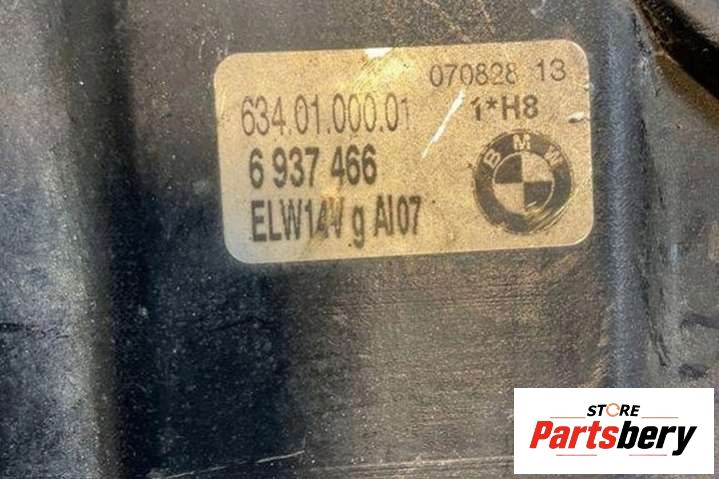 070828 13
634.01.000.01
1*H8
6 937 466
BMW
ELW14V g AI07
STORE
Partsbery